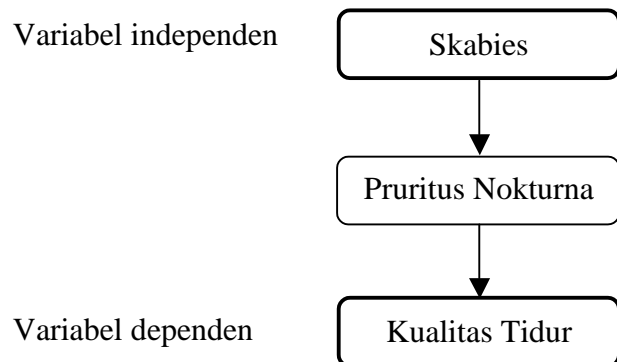 Variabel independen
Skabies
Pruritus Nokturna
Variabel dependen
Kualitas Tidur